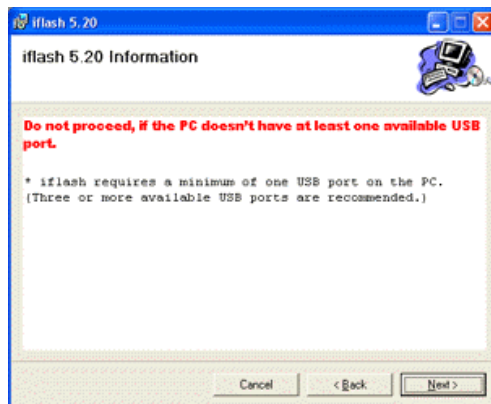 iflash 5.20
iflash 5.20 Information
Do not proceed, if the PC doesn't have at least one available USB
port.
* iflash requires a minimum of one USB port on the PC.
(Three or more available USB ports are recommended.)
Cancel
< Back
Next >